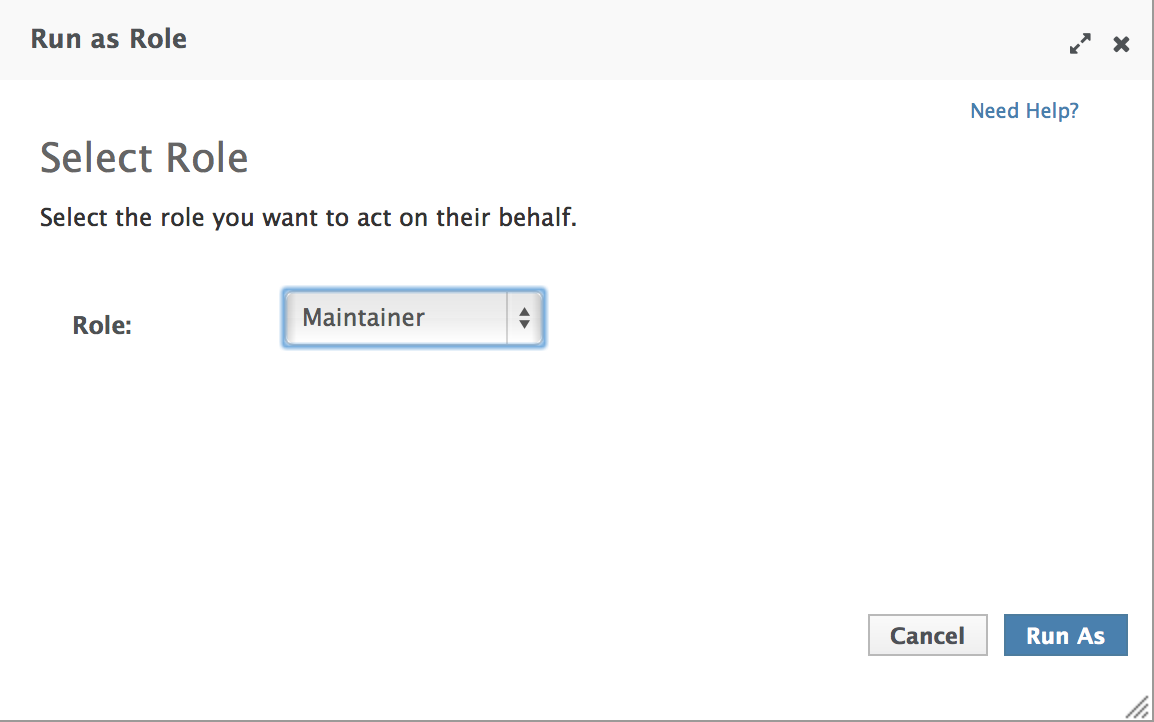 Run as Role
Need Help?
Select Role
Select the role you want to act on their behalf.
Role:
Maintainer
Cancel
Run As